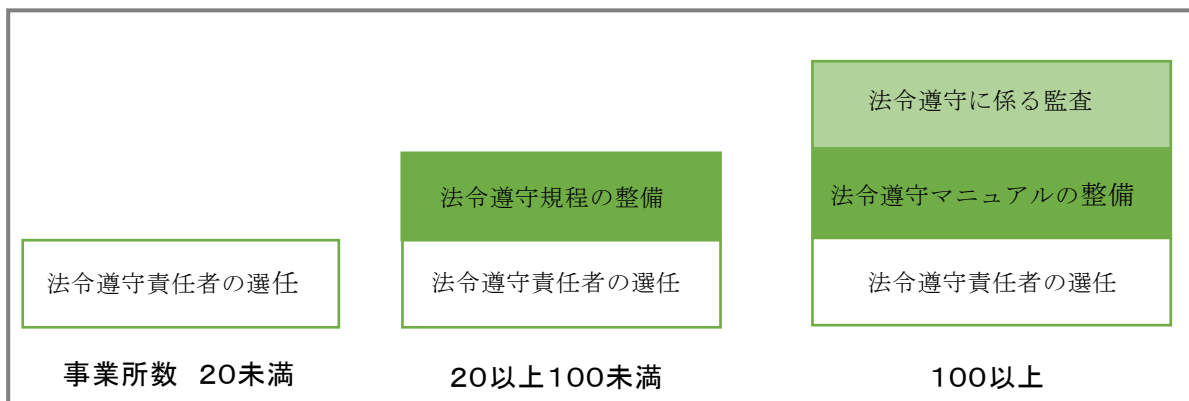 法令遵守に係る監査
法令遵守規程の整備
法令遵守マニュアルの整備
法令遵守責任者の選任
法令遵守責任者の選任
法令遵守責任者の選任
事業所数 20未満
20以上100未満
100以上